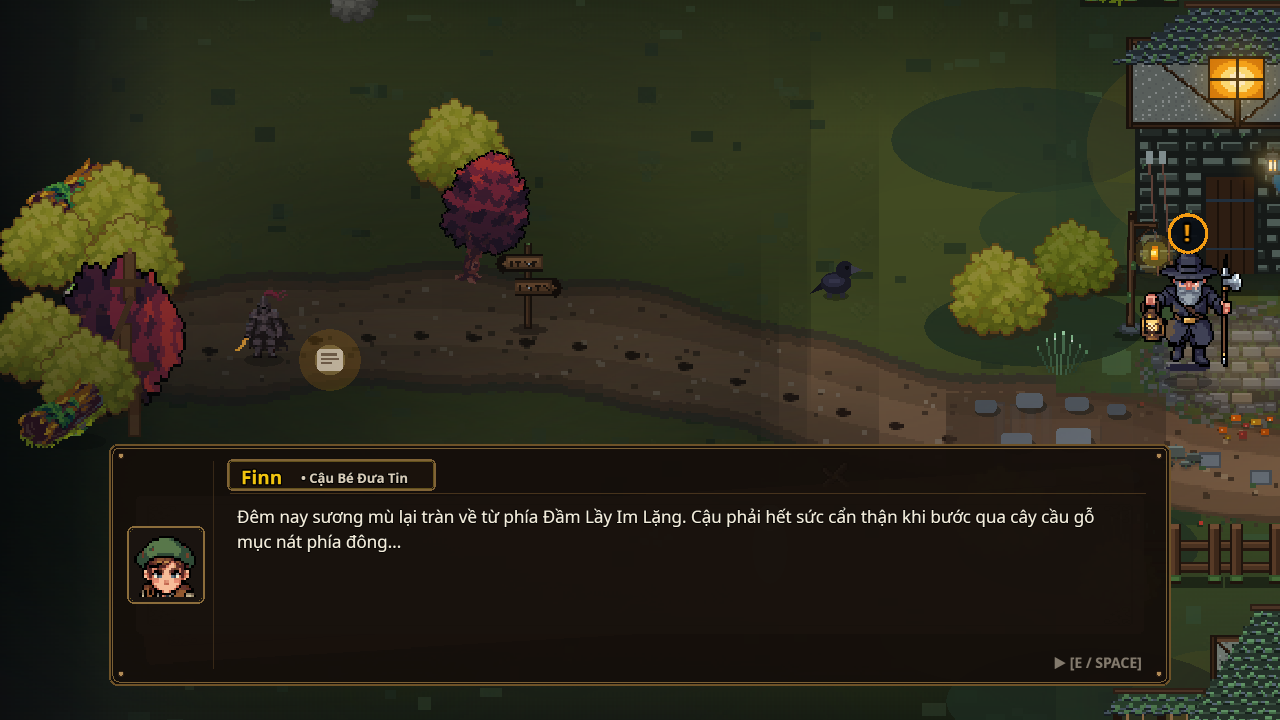 !
Finn • Cậu Bé Đưa Tin
Đêm nay sương mù lại tràn về từ phía Đầm Lầy Im Lặng. Cậu phải hết sức cẩn thận khi bước qua cây cầu gỗ
mục nát phía đông...
▶ [E / SPACE]